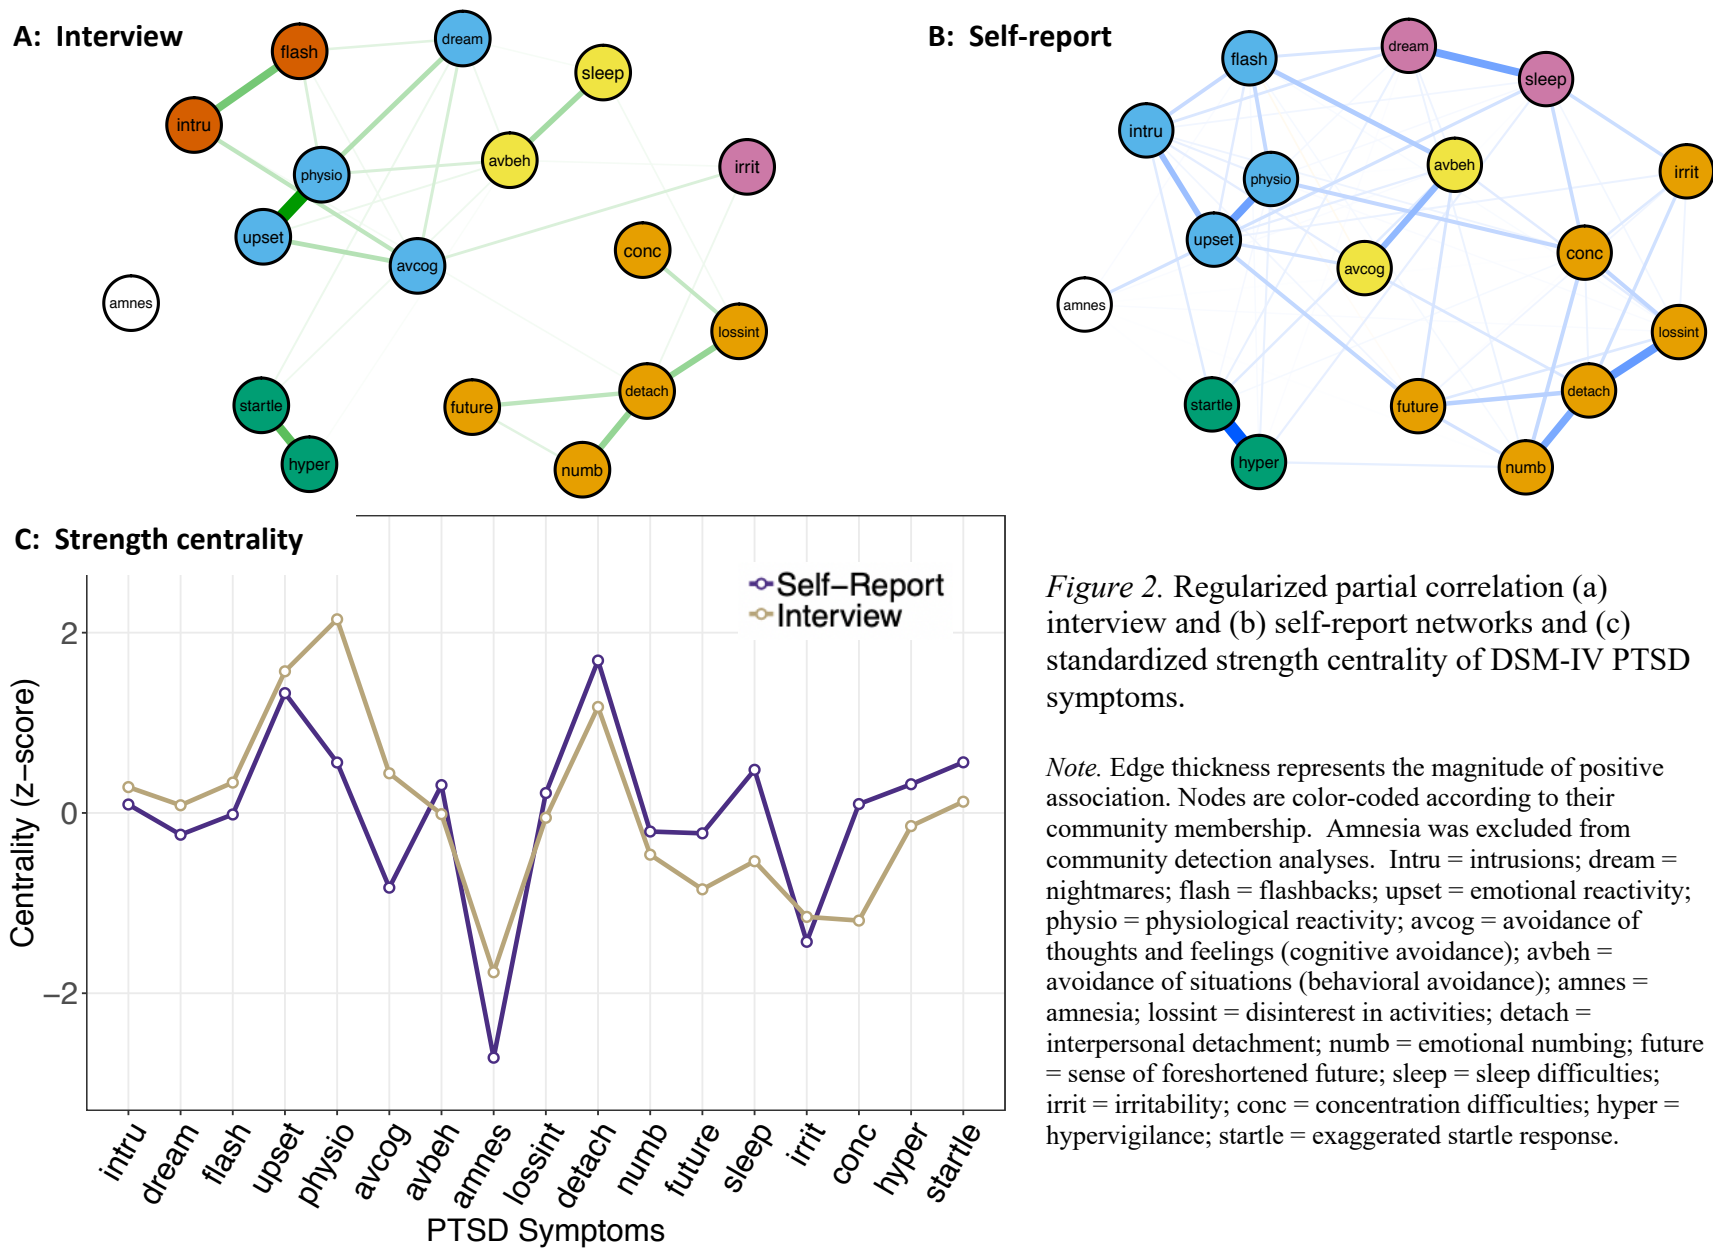 A: Interview
flash
dream
sleep
intru
physio
avbeh
irrit
upset
avcog
conc
amnes
lossint
startle
future
detach
hyper
numb
B: Self-report
flash
dream
sleep
intru
physio
avbeh
irrit
upset
avcog
conc
amnes
lossint
startle
future
detach
hyper
numb
C: Strength centrality
Self−Report
Interview
2
0
−2
Centrality (z−score)
intru
dream
flash
upset
physio
avcog
avbeh
amnes
lossint
detach
numb
future
sleep
irrit
conc
hyper
startle
PTSD Symptoms
Figure 2. Regularized partial correlation (a)
interview and (b) self-report networks and (c)
standardized strength centrality of DSM-IV PTSD
symptoms.
Note. Edge thickness represents the magnitude of positive
association. Nodes are color-coded according to their
community membership. Amnesia was excluded from
community detection analyses. Intru = intrusions; dream =
nightmares; flash = flashbacks; upset = emotional reactivity;
physio = physiological reactivity; avcog = avoidance of
thoughts and feelings (cognitive avoidance); avbeh =
avoidance of situations (behavioral avoidance); amnes =
amnesia; lossint = disinterest in activities; detach =
interpersonal detachment; numb = emotional numbing; future
= sense of foreshortened future; sleep = sleep difficulties;
irrit = irritability; conc = concentration difficulties; hyper =
hypervigilance; startle = exaggerated startle response.